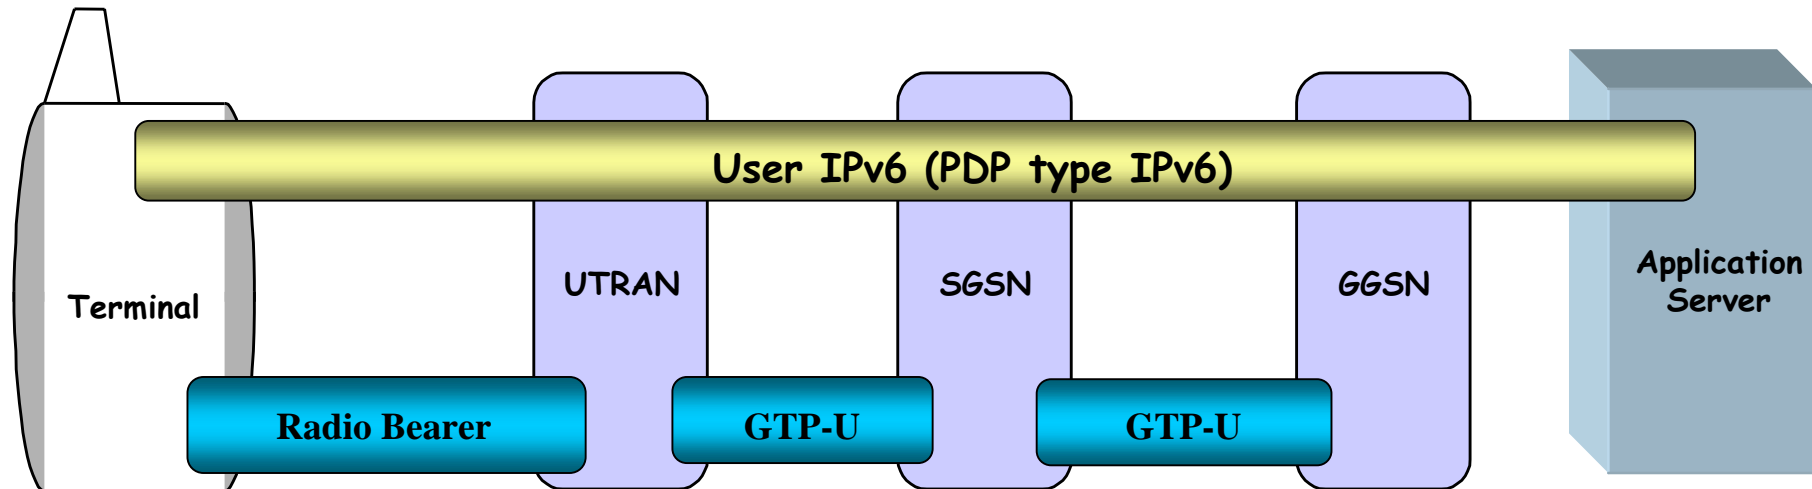 User IPv6 (PDP type IPv6)
Terminal
UTRAN
SGSN
GGSN
Application
Server
Radio Bearer
GTP-U
GTP-U